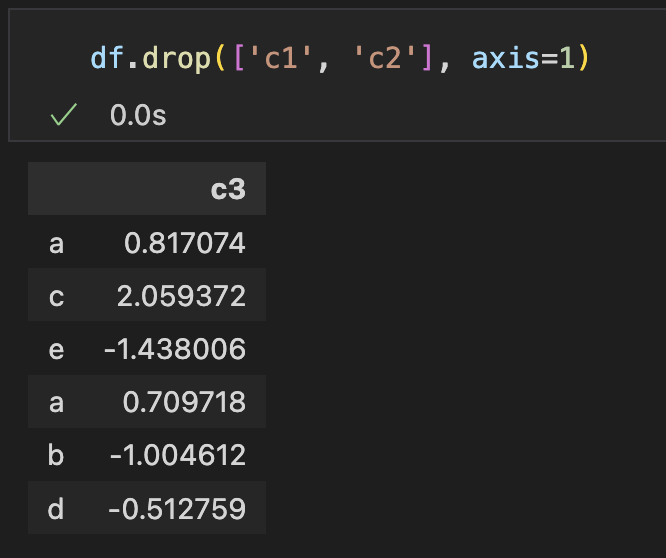 df.drop(['c1', 'c2'], axis=1)
0.0s
c3
a 0.817074
c 2.059372
e -1.438006
a 0.709718
b -1.004612
d -0.512759